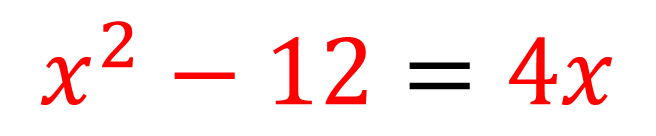 x² − 12 = 4x